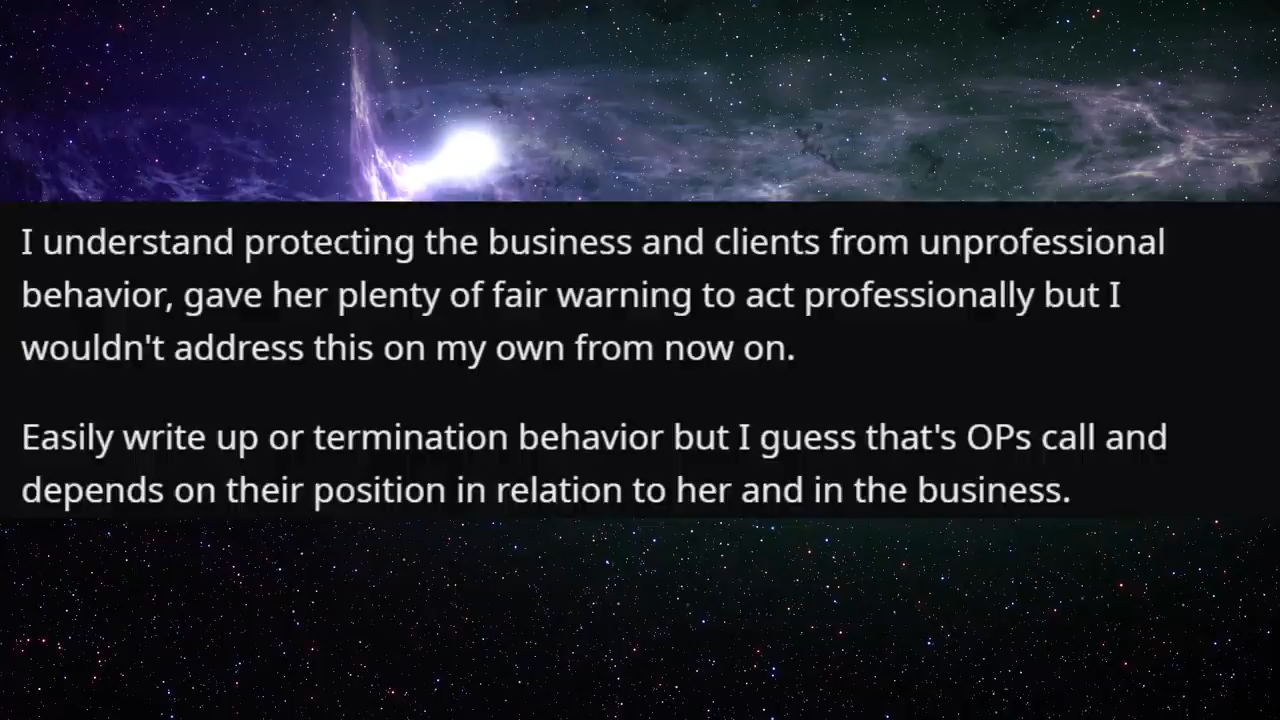 I understand protecting the business and clients from unprofessional
behavior, gave her plenty of fair warning to act professionally but I
wouldn't address this on my own from now on.
Easily write up or termination behavior but I guess that's OPs call and
depends on their position in relation to her and in the business.